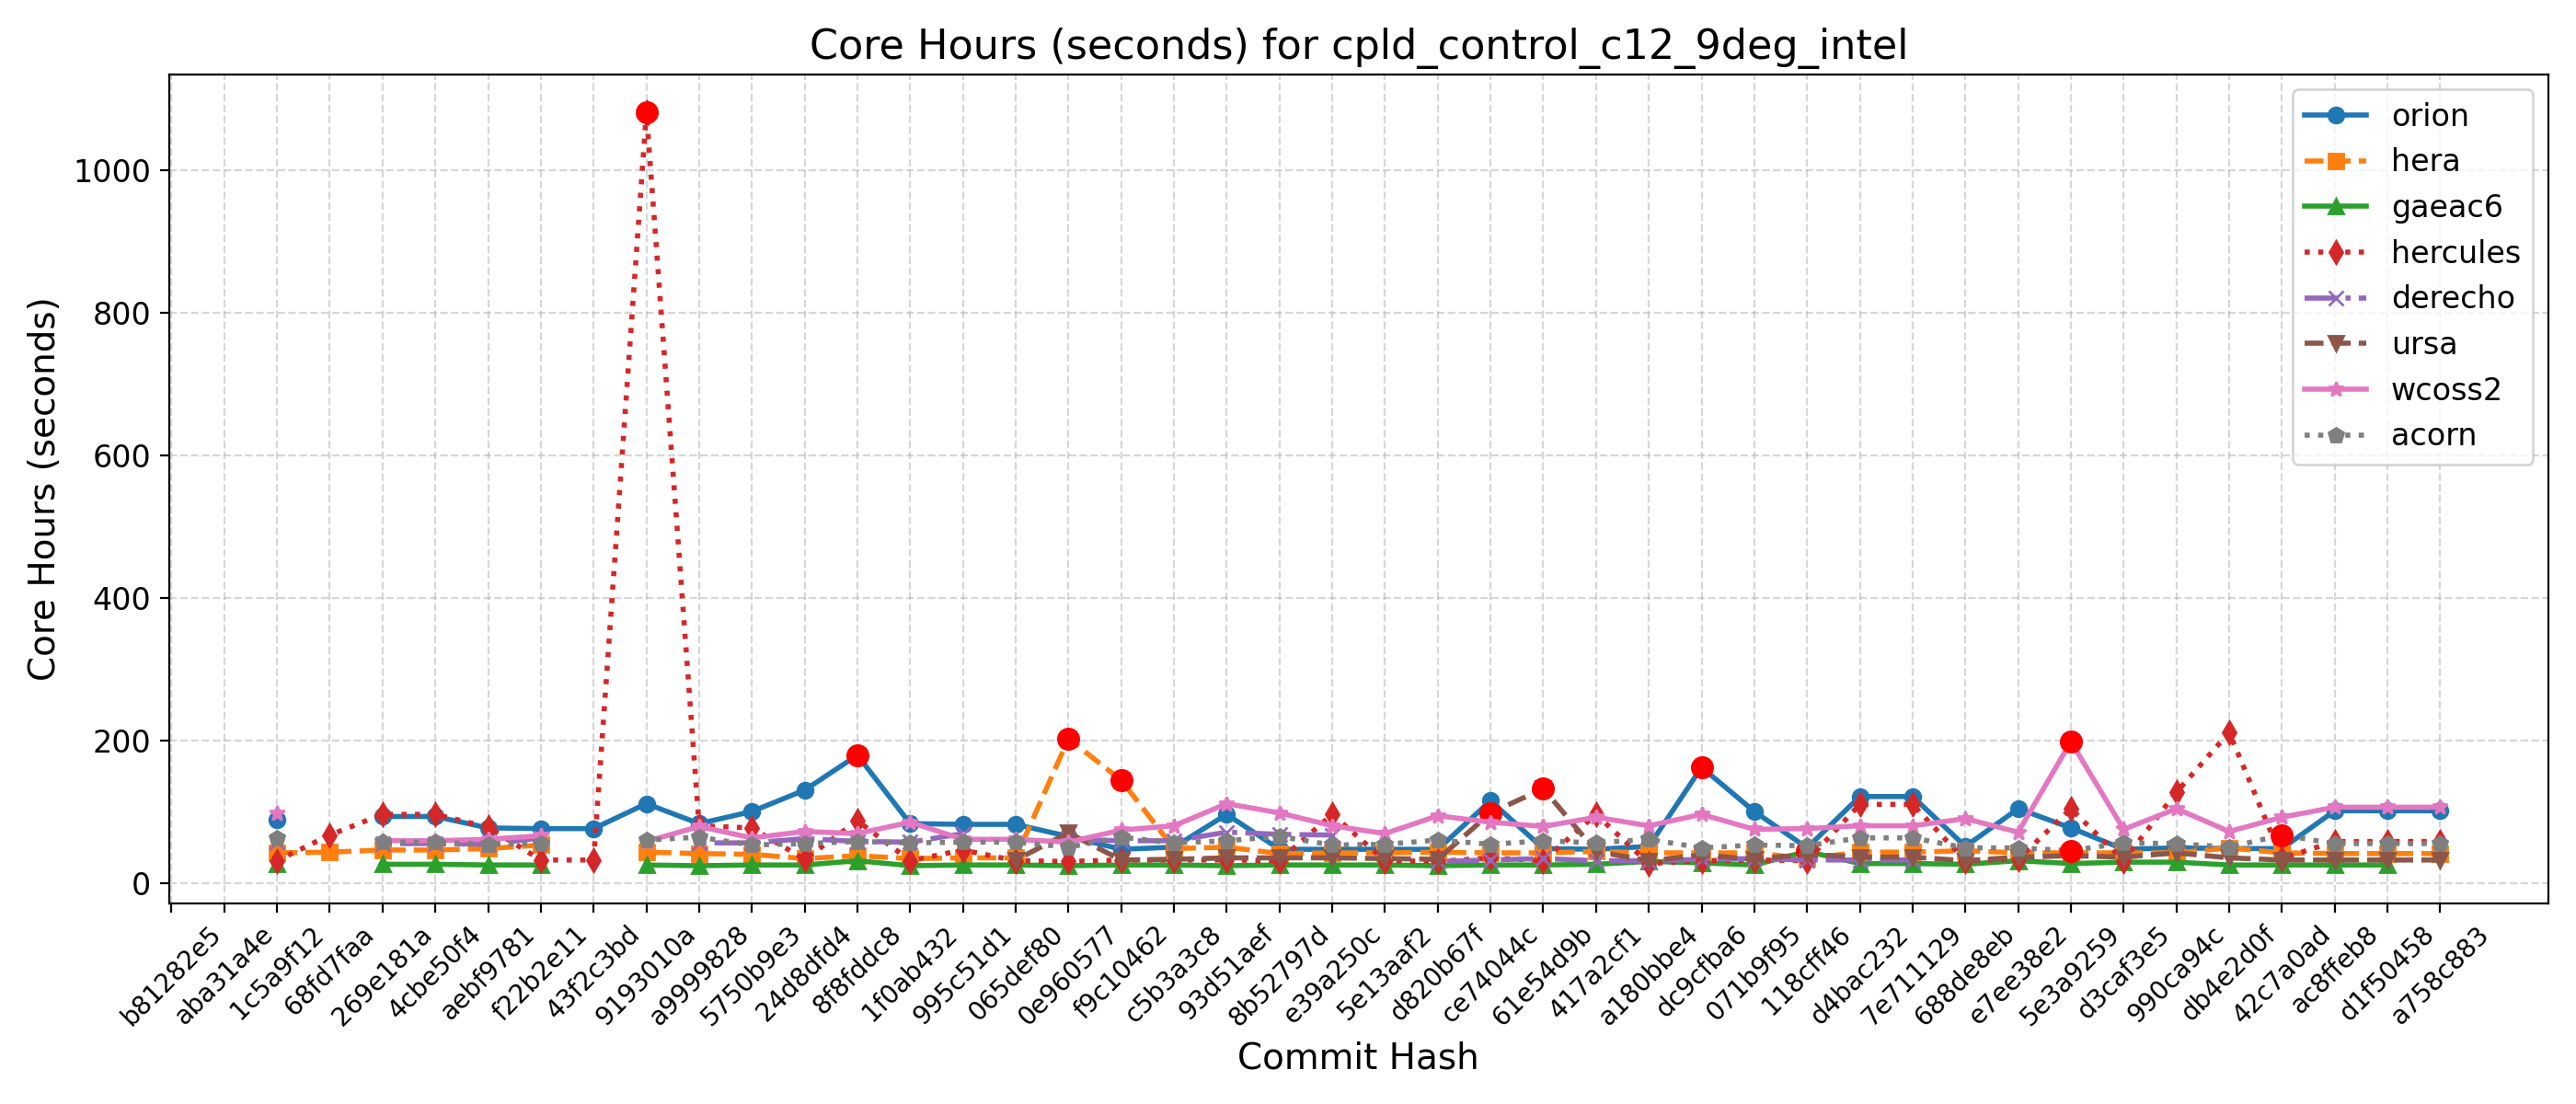 Core Hours (seconds) for cpld_control_c12_9deg_intel
Core Hours (seconds)
1000
800
600
400
200
0
orion
hera
gaeac6
hercules
derecho
ursa
wcoss2
acorn
b81282e5
aba31a4e
1c5a9f12
68fd7faa
269e181a
4cbe50f4
aebf9781
f22b2e11
43f2c3bd
9193010a
a9999828
5750b9e3
24d8dfd4
8f8fddc8
1f0ab432
995c51d1
065def80
0e960577
f9c10462
c5b3a3c8
93d51aef
8b52797d
e39a250c
5e13aaf2
d820b67f
ce74044c
61e54d9b
417a2cf1
a180bbe4
dc9cfba6
071b9f95
118cff46
d4bac232
7e711129
688de8eb
e7ee38e2
5e3a9259
d3caf3e5
990ca94c
db4e2d0f
42c7a0ad
ac8ffeb8
d1f50458
a758c883
Commit Hash